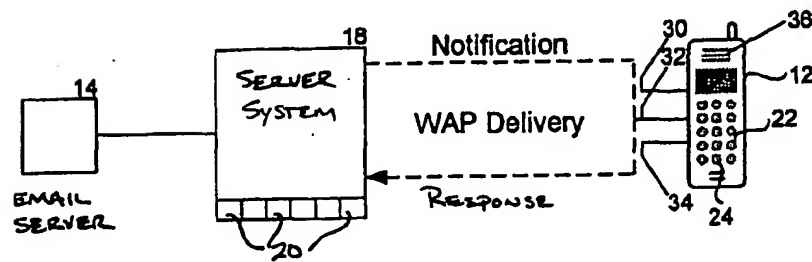 14
EMAIL
SERVER
18
SERVER
SYSTEM
20
Notification
WAP Delivery
RESPONSE
30
32
34
36
12
22
24